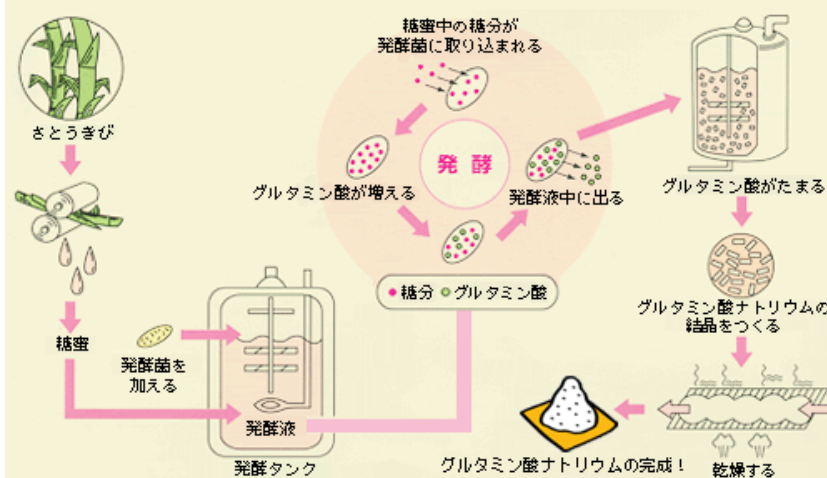 さとうきび
糖蜜
発酵菌を
加える
発酵液
発酵タンク
糖蜜中の糖分が
発酵菌に取り込まれる
グルタミン酸が増える
発酵
発酵液中に出る
糖分 グルタミン酸
グルタミン酸がたまる
グルタミン酸ナトリウムの
結晶をつくる
乾燥する
グルタミン酸ナトリウムの完成！